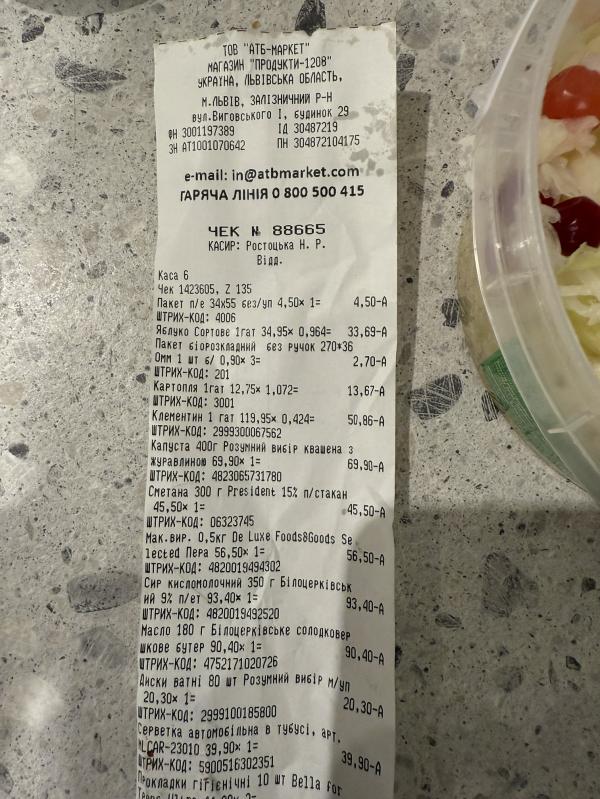 ТОВ "АТБ-МАРКЕТ"
МАГАЗИН "ПРОДУКТИ-1208"
УКРАЇНА, ЛЬВІВСЬКА ОБЛАСТЬ,
М.ЛЬВІВ, ЗАЛІЗНИЧНИЙ Р-Н
вул.Виговського І, будинок 29
ФН 3001197389 ІД 30487219
ЗН АТ1001070642 ПН 304872104175
e-mail: in@atbmarket.com
ГАРЯЧА ЛІНІЯ 0 800 500 415
ЧЕК № 88665
КАСИР: Ростоцька Н. Р.
Відд.
Каса 6
Чек 1423605, Z 135
Пакет п/е 34х55 без/уп 4,50× 1= 4,50-А
ШТРИХ-КОД: 4006
Яблуко Сортове 1гат 34,95× 0,964= 33,69-А
Пакет біорозкладний без ручок 270*36
0мм 1 шт б/ 0,90× 3= 2,70-А
ШТРИХ-КОД: 201
Картопля 1гат 12,75× 1,072= 13,67-А
ШТРИХ-КОД: 3001
Клементин 1 гат 119,95× 0,424= 50,86-А
ШТРИХ-КОД: 2999300067562
Капуста 400г Розумний вибір квашена з
журавлиною 69,90× 1= 69,90-А
ШТРИХ-КОД: 4823065731780
Сметана 300 г President 15% п/стакан
45,50× 1= 45,50-А
ШТРИХ-КОД: 06323745
Мак.вир. 0,5кг De Luxe Foods&Goods Se
lected Пера 56,50× 1= 56,50-А
ШТРИХ-КОД: 4820019494302
Сир кисломолочний 350 г Білоцерківськ
ий 9% п/ет 93,40× 1= 93,40-А
ШТРИХ-КОД: 4820019492520
Масло 180 г Білоцерківське солодковер
шкове бутер 90,40× 1= 90,40-А
ШТРИХ-КОД: 4752171020726
Диски ватні 80 шт Розумний вибір м/уп
20,30× 1= 20,30-А
ШТРИХ-КОД: 2999100185800
Серветка автомобільна в тубусі, арт.
LCAR-23010 39,90× 1= 39,90-А
ШТРИХ-КОД: 5900516302351
Прокладки гігієнічні 10 шт Bella for